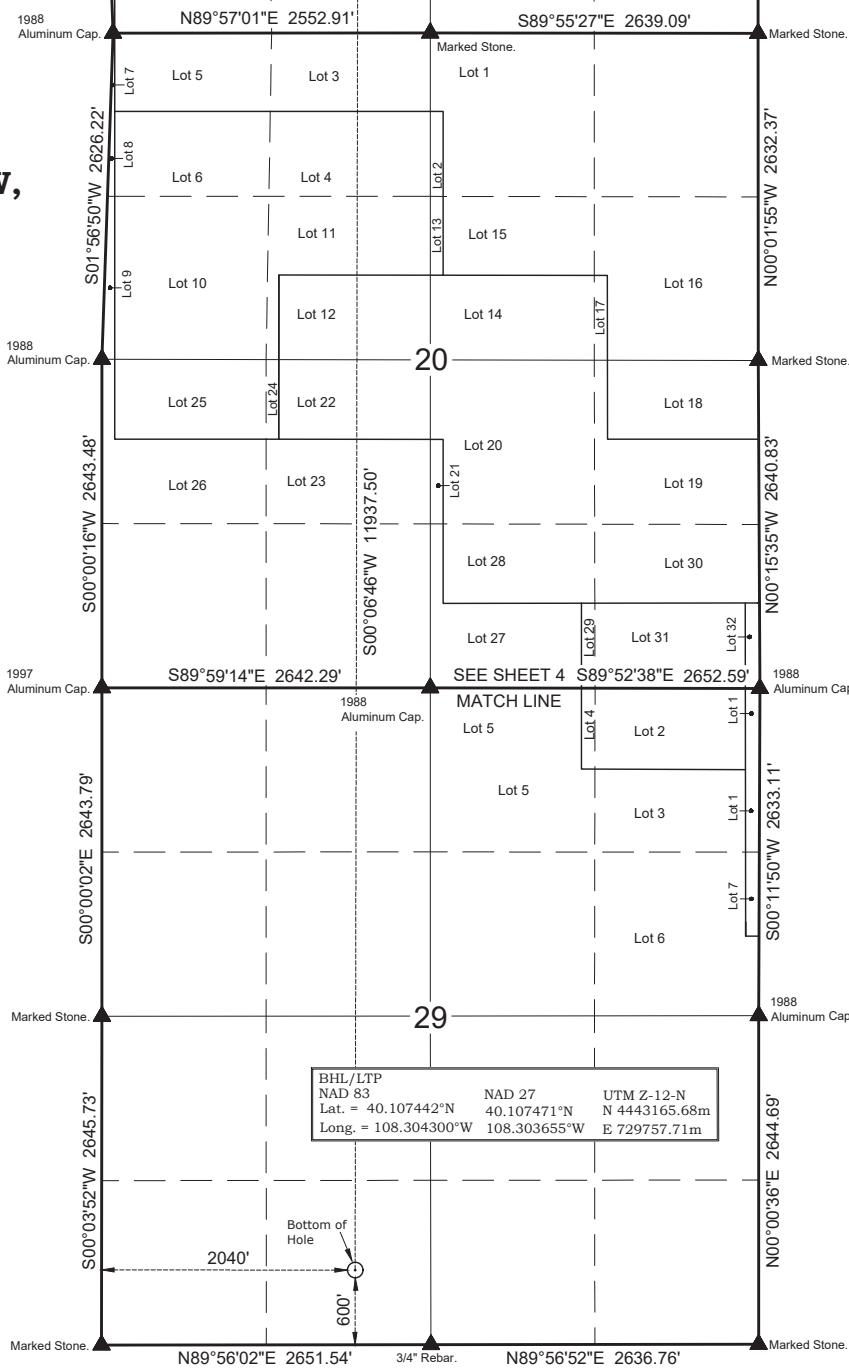 N89°57'01"E 2552.91'
S89°55'27"E 2639.09'
1988
Aluminum Cap.
Marked Stone.
Marked Stone.
Lot 7
Lot 5
Lot 3
Lot 1
S01°56'50"W 2626.22'
N00°01'55"W 2632.37'
Lot 8
Lot 6
Lot 4
Lot 2
Lot 11
Lot 13
Lot 15
Lot 9
Lot 10
Lot 16
Lot 12
Lot 14
Lot 17
1988
Aluminum Cap.
20
Marked Stone.
Lot 25
Lot 24
Lot 22
Lot 18
Lot 20
Lot 26
Lot 23
Lot 21
Lot 19
S00°00'16"W 2643.48'
S00°06'46"W 11937.50'
N00°15'35"W 2640.83'
Lot 28
Lot 30
Lot 27
Lot 29
Lot 31
Lot 32
1997
Aluminum Cap.
S89°59'14"E 2642.29'
SEE SHEET 4
S89°52'38"E 2652.59'
1988
Aluminum Cap
1988
Aluminum Cap.
MATCH LINE
Lot 5
Lot 4
Lot 2
Lot 1
Lot 5
Lot 3
Lot 1
S00°00'02"E 2643.79'
S00°11'50"W 2633.11'
Lot 7
Lot 6
Marked Stone.
29
1988
Aluminum Cap
BHL/LTP
NAD 83 NAD 27 UTM Z-12-N
Lat. = 40.107442°N 40.107471°N N 4443165.68m
Long. = 108.304300°W 108.303655°W E 729757.71m
S00°03'52"W 2645.73'
N00°00'36"E 2644.69'
Bottom of
Hole
2040'
600'
Marked Stone.
N89°56'02"E 2651.54'
3/4" Rebar.
N89°56'52"E 2636.76'
Marked Stone.